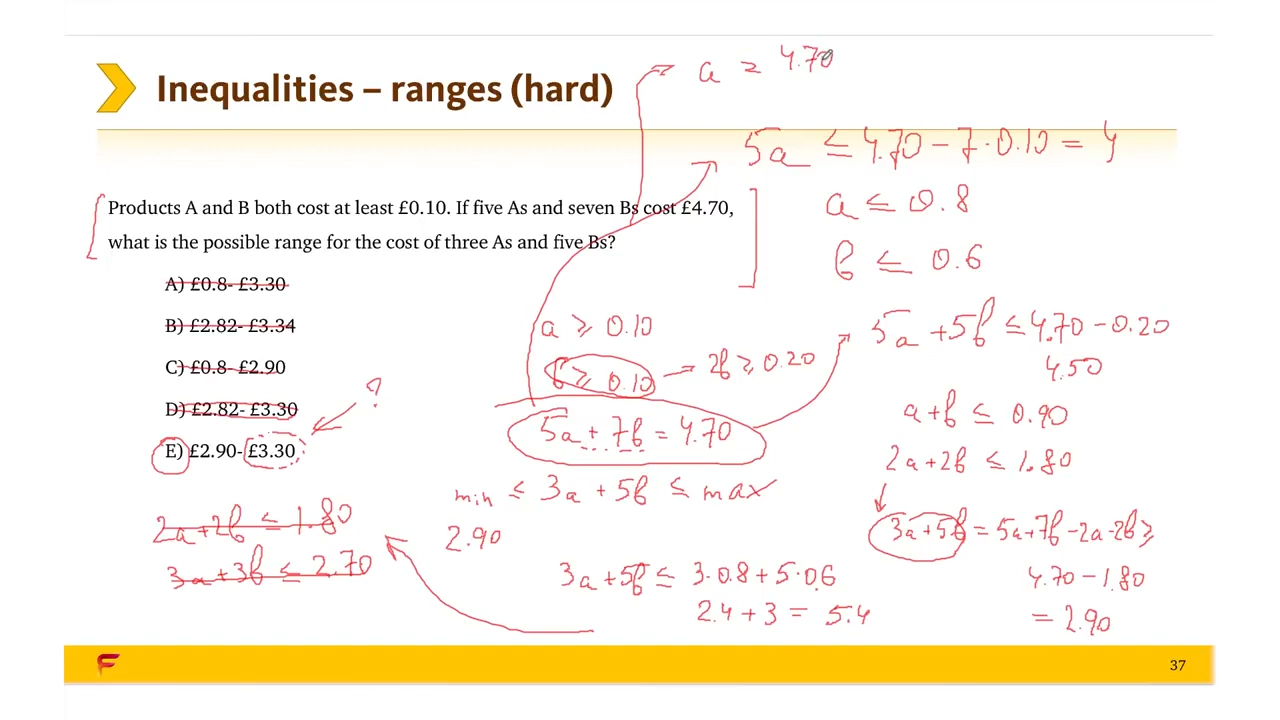 a = 4.70
Inequalities – ranges (hard)
5a ≤ 4.70 - 7 · 0.10 = 4
Products A and B both cost at least £0.10. If five As and seven Bs cost £4.70,
what is the possible range for the cost of three As and five Bs?
a ≤ 0.8
b ≤ 0.6
A) £0.8- £3.30
B) £2.82- £3.34
C) £0.8- £2.90
D) £2.82- £3.30
E) £2.90- £3.30
?
a ≥ 0.10
b ≥ 0.10 → 2b ≥ 0.20
5a + 7b = 4.70
min ≤ 3a + 5b ≤ max
2.90
5a + 5b ≤ 4.70 - 0.20
4.50
a + b ≤ 0.90
2a + 2b ≤ 1.80
3a + 5b = 5a + 7b - 2a - 2b ≥
4.70 - 1.80
= 2.90
2a + 2b ≤ 1.80
3a + 3b ≤ 2.70
3a + 5b ≤ 3 · 0.8 + 5 · 0.6
2.4 + 3 = 5.4
F
37